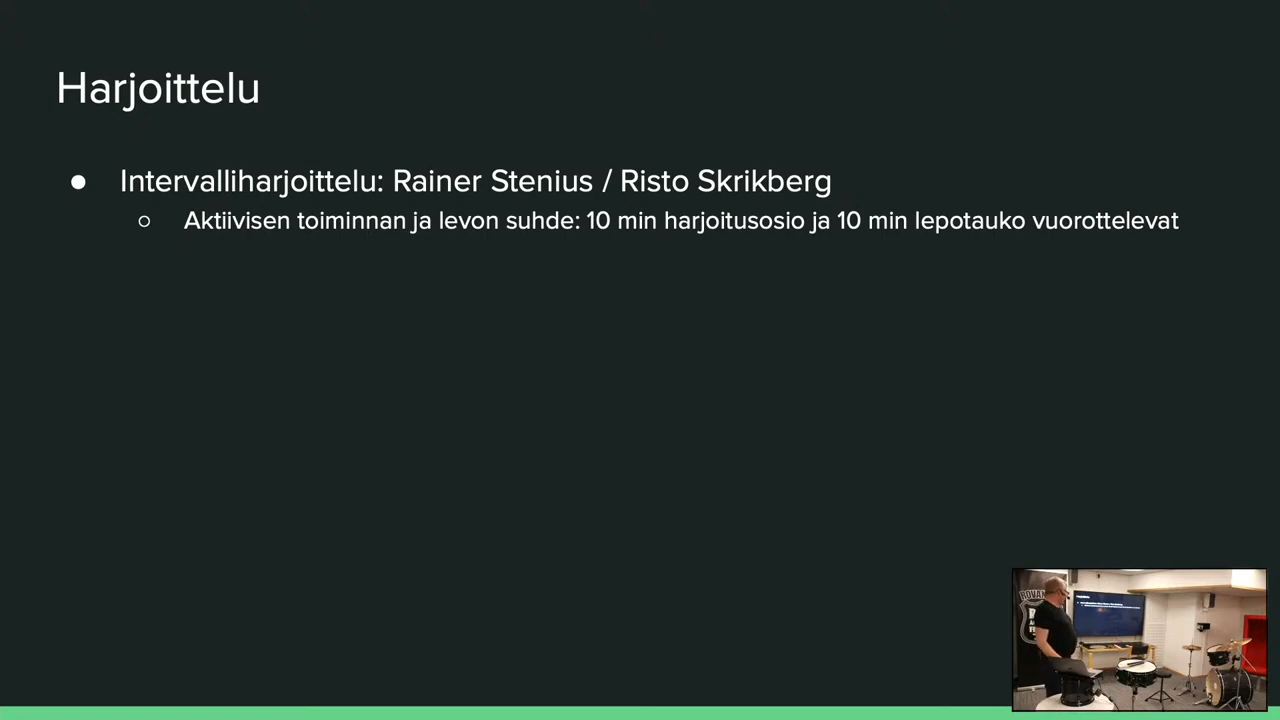 Harjoittelu
● Intervalliharjoittelu: Rainer Stenius / Risto Skrikberg
○ Aktiivisen toiminnan ja levon suhde: 10 min harjoitusosio ja 10 min lepotauko vuorottelevat